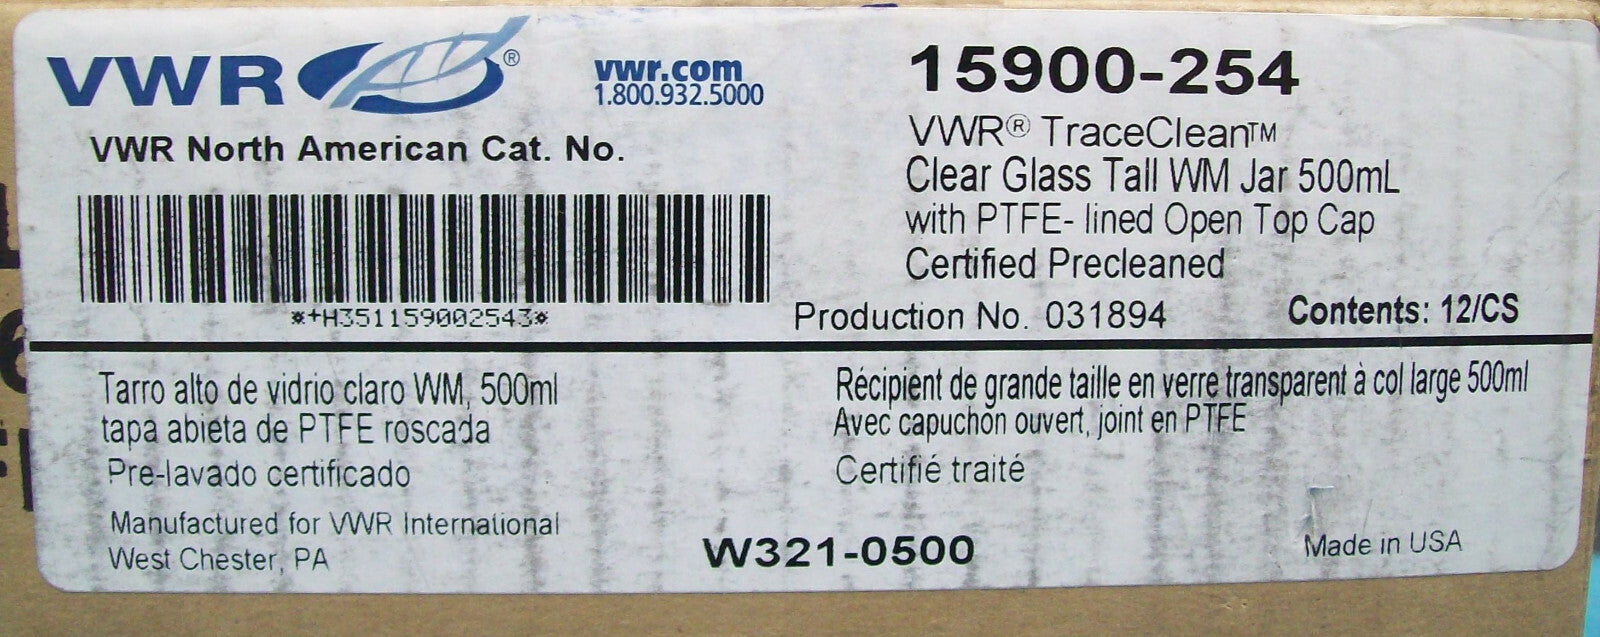 VWR®
vwr.com
1.800.932.5000
VWR North American Cat. No.
*+H351159002543*
15900-254
VWR® TraceClean™
Clear Glass Tall WM Jar 500mL
with PTFE- lined Open Top Cap
Certified Precleaned
Production No. 031894
Contents: 12/CS
Tarro alto de vidrio claro WM, 500ml
tapa abieta de PTFE roscada
Pre-lavado certificado
Manufactured for VWR International
West Chester, PA
Récipient de grande taille en verre transparent à col large 500ml
Avec capuchon ouvert, joint en PTFE
Certifié traité
W321-0500
Made in USA